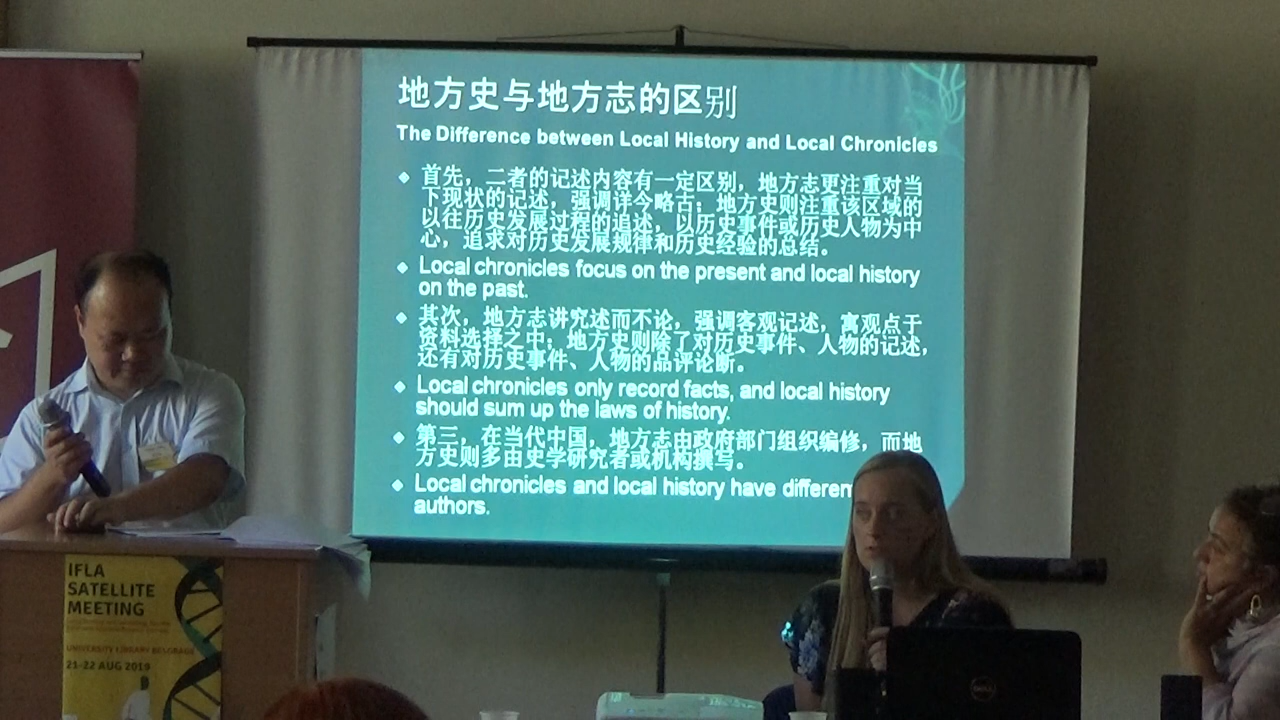 地方史与地方志的区别
The Difference between Local History and Local Chronicles
首先，二者的记述内容有一定区别，地方志更注重对当
下现状的记述，强调详今略古；地方史则注重该区域的
以往历史发展过程的追述，以历史事件或历史人物为中
心，追求对历史发展规律和历史经验的总结。
Local chronicles focus on the present and local history
on the past.
其次，地方志讲究述而不论，强调客观记述，寓观点于
资料选择之中；地方史则除了对历史事件、人物的记述，
还有对历史事件、人物的品评论断。
Local chronicles only record facts, and local history
should sum up the laws of history.
第三，在当代中国，地方志由政府部门组织编修，而地
方史则多由史学研究者或机构撰写。
Local chronicles and local history have differen
authors.
IFLA
SATELLITE
MEETING
UNIVERSITY LIBRARY BELGRADE
21-22 AUG 2019
DELL